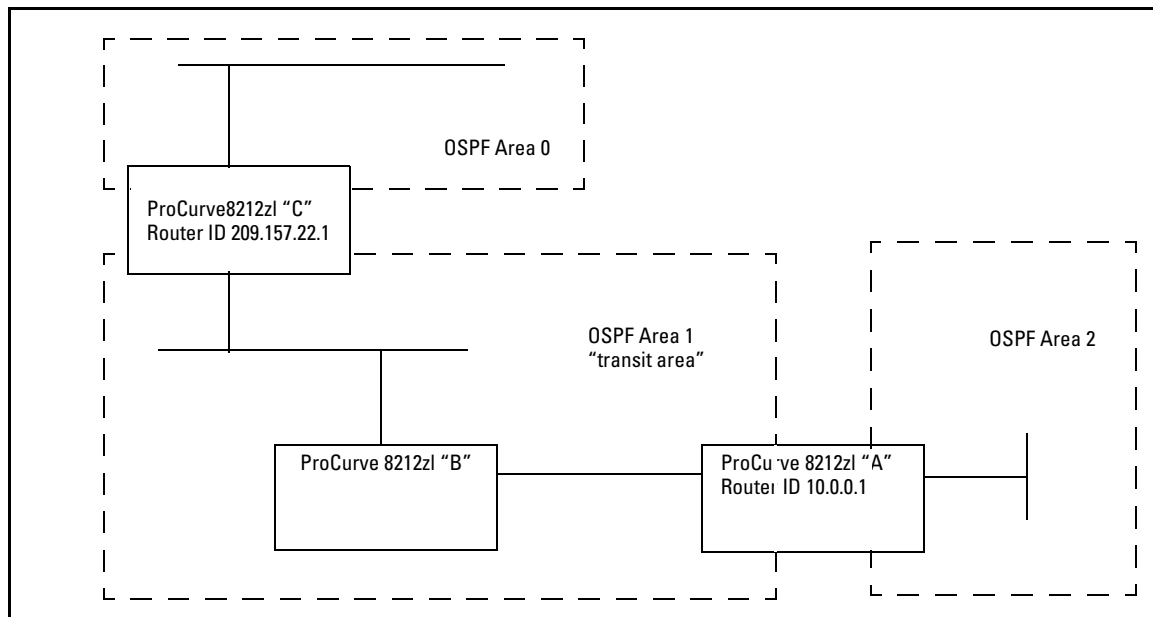 OSPF Area 0
ProCurve8212zl “C”
Router ID 209.157.22.1
OSPF Area 1
“transit area”
OSPF Area 2
ProCurve 8212zl “B”
ProCurve 8212zl “A”
Router ID 10.0.0.1